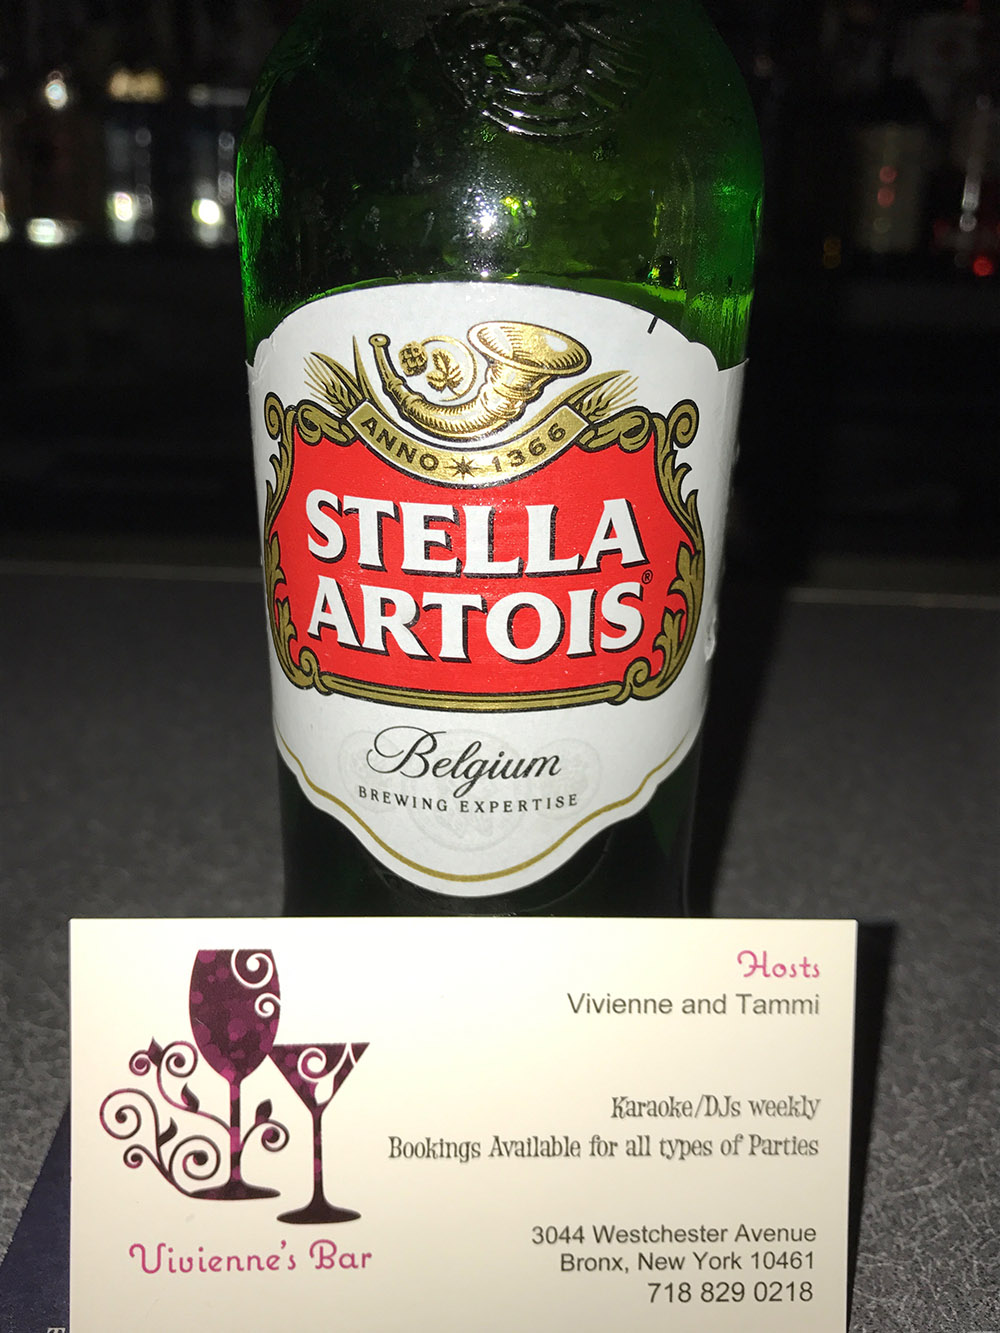 ANNO 1366
STELLA
ARTOIS®
Belgium
BREWING EXPERTISE
Hosts
Vivienne and Tammi
Karaoke/DJs weekly
Bookings Available for all types of Parties
Vivienne's Bar
3044 Westchester Avenue
Bronx, New York 10461
718 829 0218